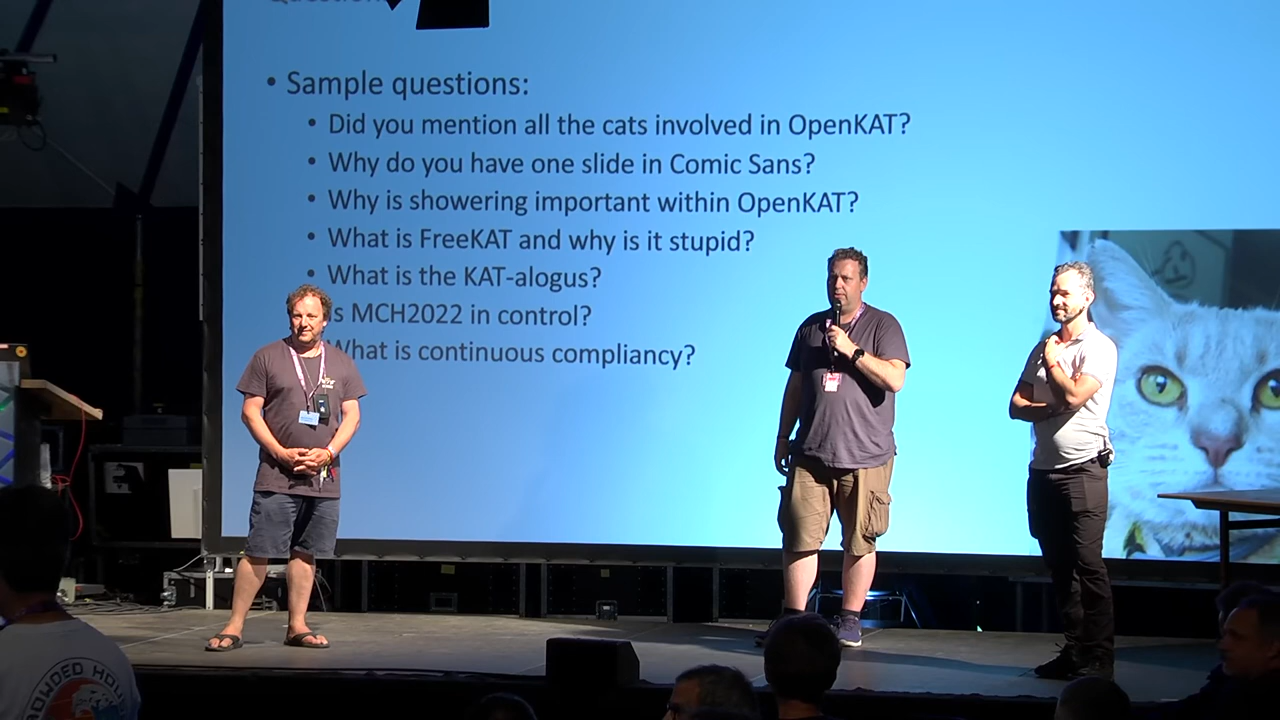 Question
• Sample questions:
• Did you mention all the cats involved in OpenKAT?
• Why do you have one slide in Comic Sans?
• Why is showering important within OpenKAT?
• What is FreeKAT and why is it stupid?
• What is the KAT-alogus?
s MCH2022 in control?
What is continuous compliancy?